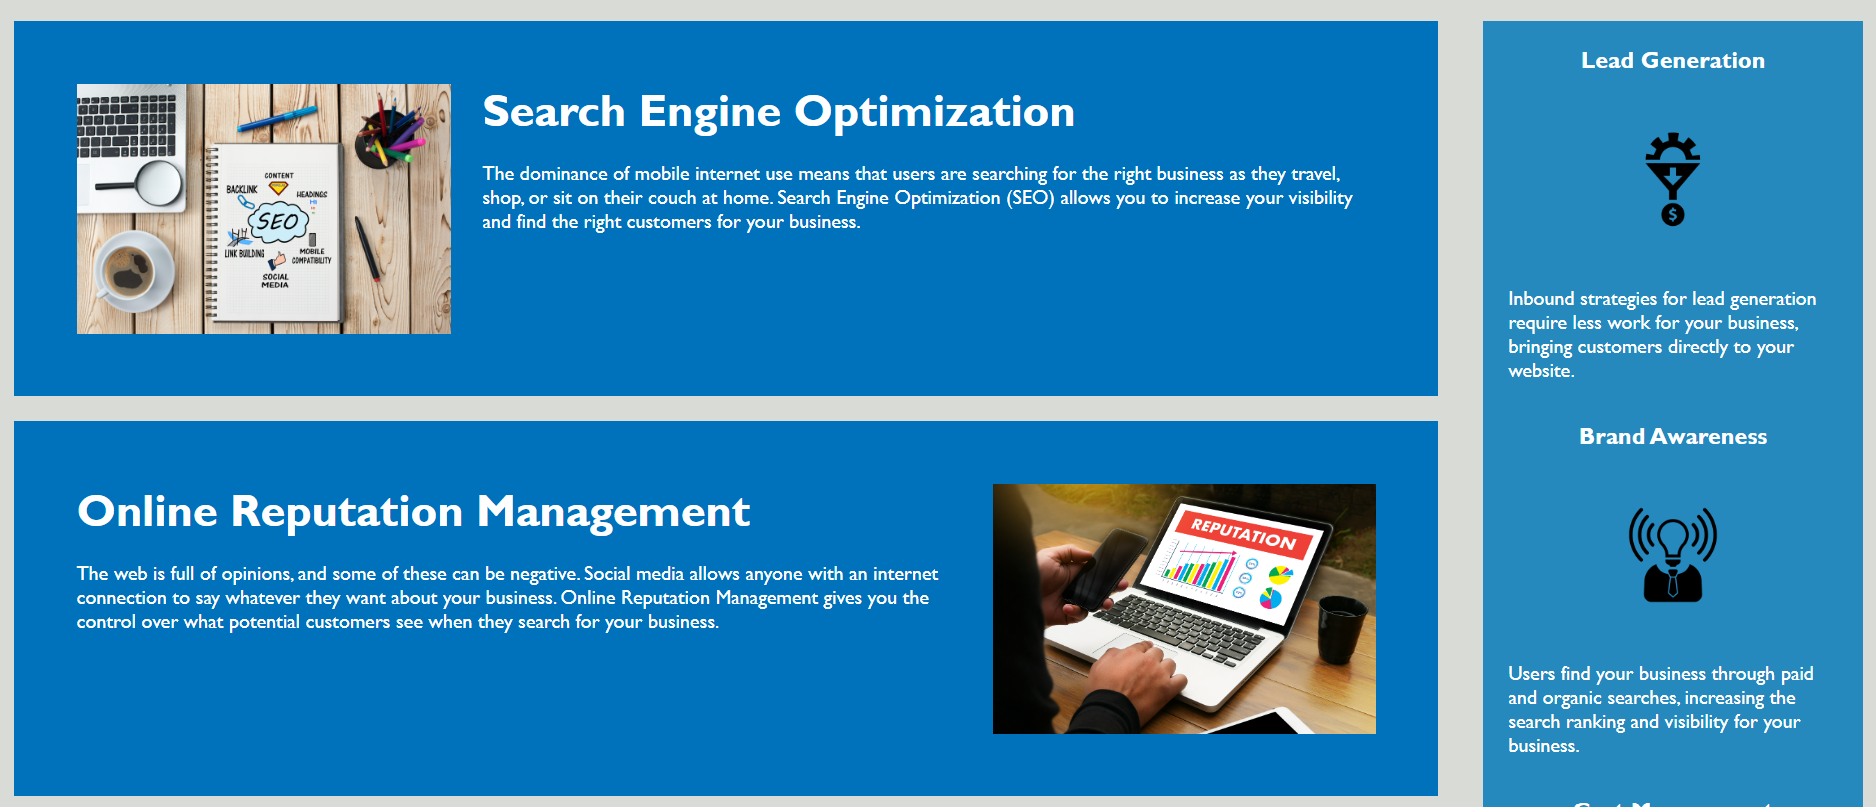 Search Engine Optimization
The dominance of mobile internet use means that users are searching for the right business as they travel,
shop, or sit on their couch at home. Search Engine Optimization (SEO) allows you to increase your visibility
and find the right customers for your business.
CONTENT
BACKLINK
HEADINGS
H1
SEO
LINK BUILDING
MOBILE
COMPATIBILITY
SOCIAL
MEDIA
Online Reputation Management
The web is full of opinions, and some of these can be negative. Social media allows anyone with an internet
connection to say whatever they want about your business. Online Reputation Management gives you the
control over what potential customers see when they search for your business.
REPUTATION
Lead Generation
$
Inbound strategies for lead generation
require less work for your business,
bringing customers directly to your
website.
Brand Awareness
Users find your business through paid
and organic searches, increasing the
search ranking and visibility for your
business.